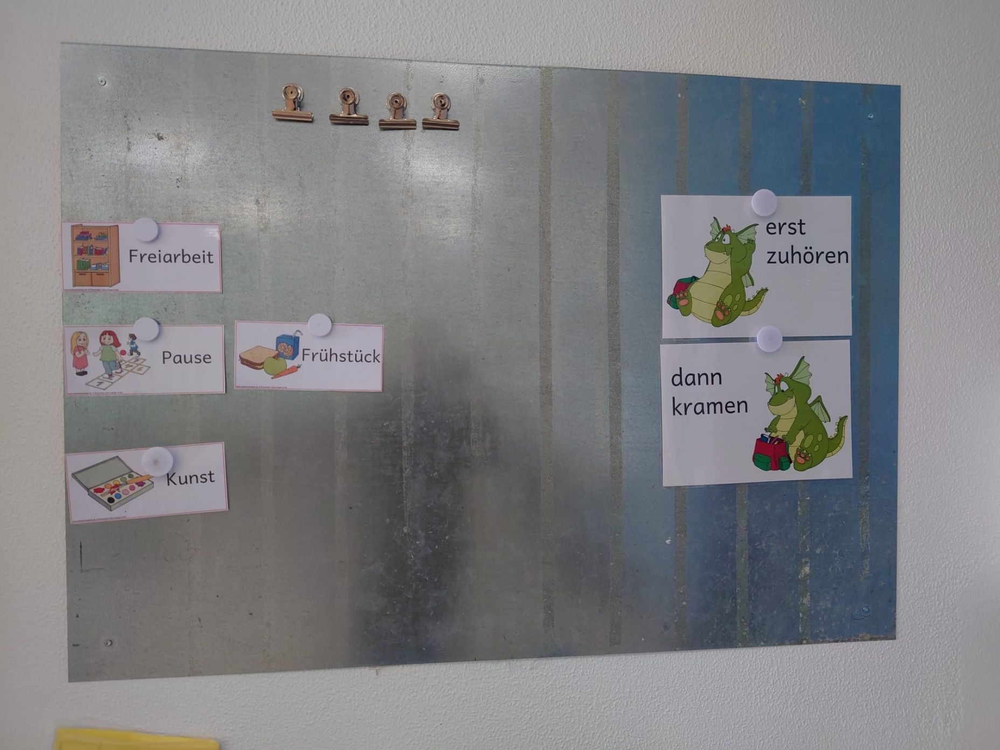 Freiarbeit
Pause
Frühstück
Kunst
erst
zuhören
dann
kramen